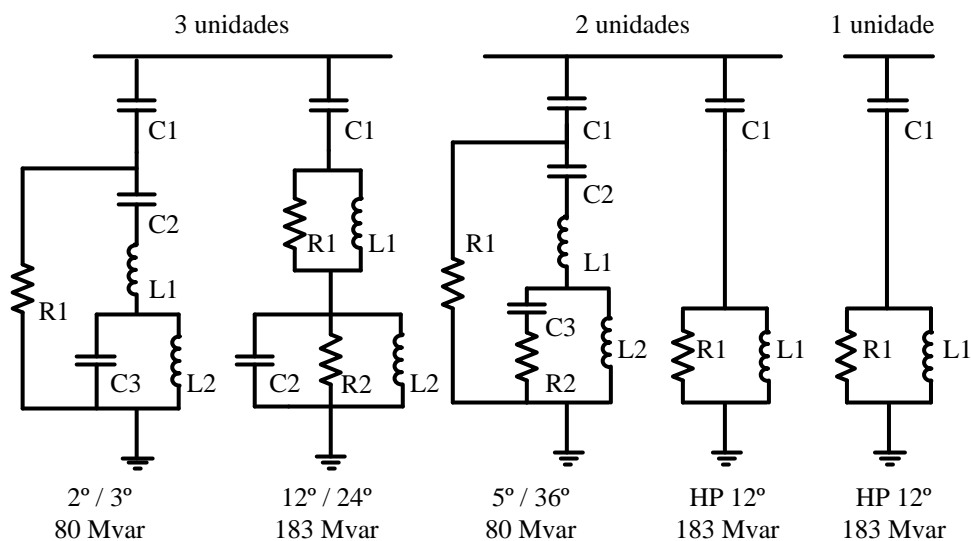 3 unidades
2 unidades
1 unidade
C1
C2
R1
L1
C3
L2
C1
R1
L1
C2
R2
L2
C1
C2
R1
L1
C3
R2
L2
C1
R1
L1
C1
R1
L1
2º / 3º
80 Mvar
12º / 24º
183 Mvar
5º / 36º
80 Mvar
HP 12º
183 Mvar
HP 12º
183 Mvar